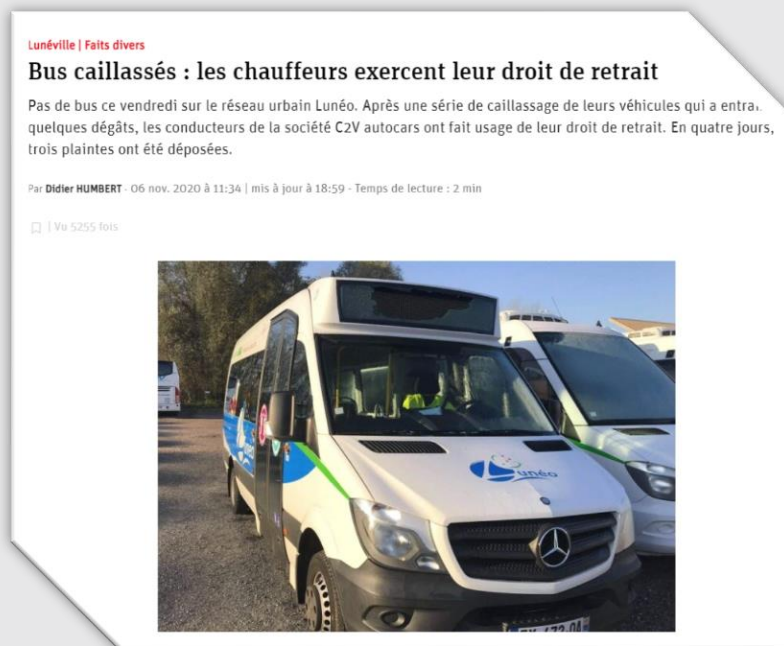 Lunéville | Faits divers
Bus caillassés : les chauffeurs exercent leur droit de retrait
Pas de bus ce vendredi sur le réseau urbain Lunéo. Après une série de caillassage de leurs véhicules qui a
quelques dégâts, les conducteurs de la société C2V autocars ont fait usage de leur droit de retrait. En quatre jours,
trois plaintes ont été déposées.
Par Didier HUMBERT - 06 nov. 2020 à 11:34 | mis à jour à 18:59 - Temps de lecture : 2 min
| Vu 5255 fois
Lunéo